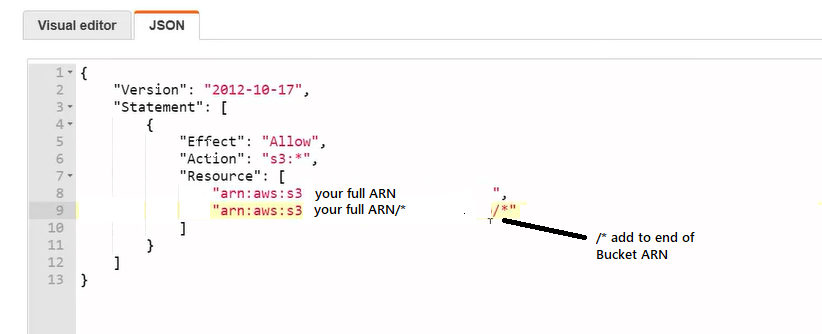 Visual editor JSON
1 {
2 "Version": "2012-10-17",
3 "Statement": [
4 {
5 "Effect": "Allow",
6 "Action": "s3:*",
7 "Resource": [
8 "arn:aws:s3 your full ARN ",
9 "arn:aws:s3 your full ARN/* /*"
10 ]
11 }
12 ]
13 }
/* add to end of
Bucket ARN